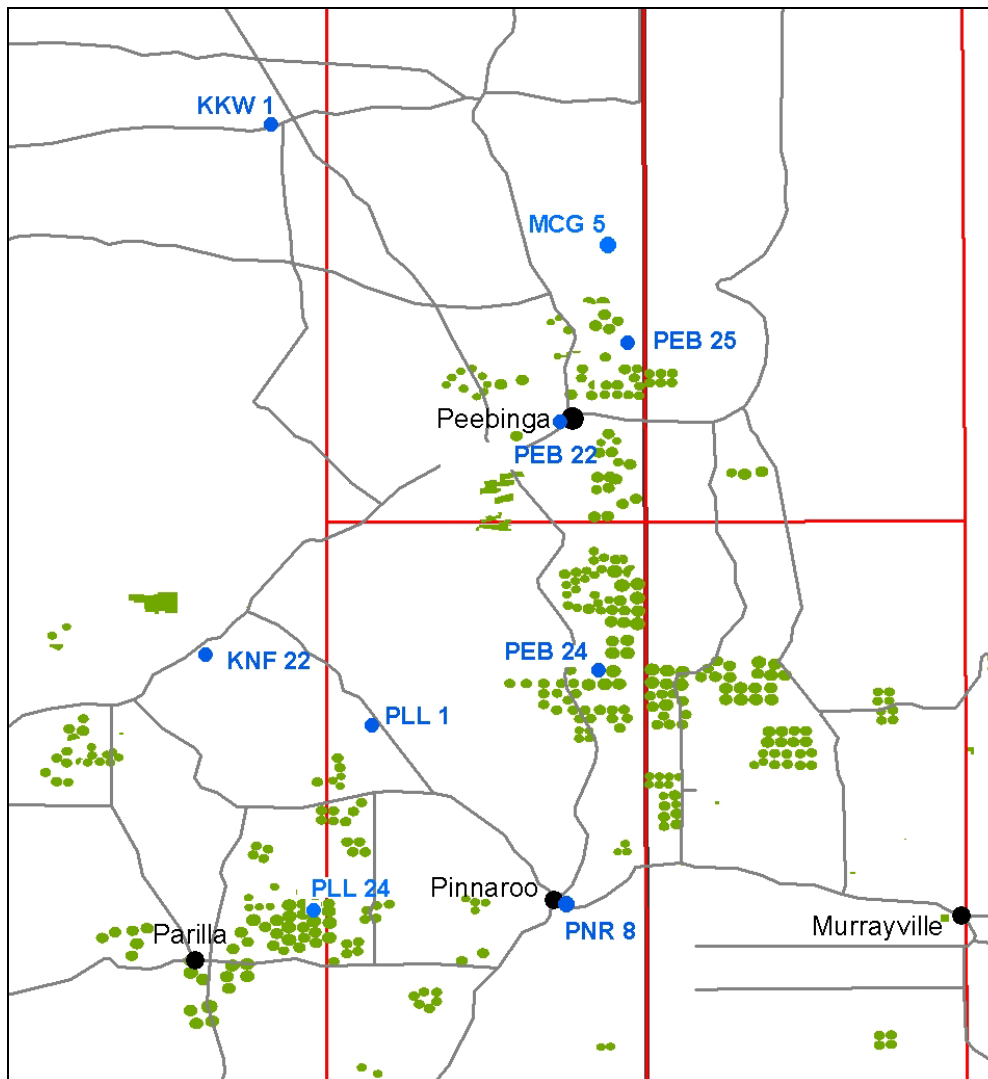 KKW 1
MCG 5
PEB 25
Peebinga
PEB 22
PEB 24
KNF 22
PLL 1
PLL 24
Pinnaroo
PNR 8
Murrayville
Parilla